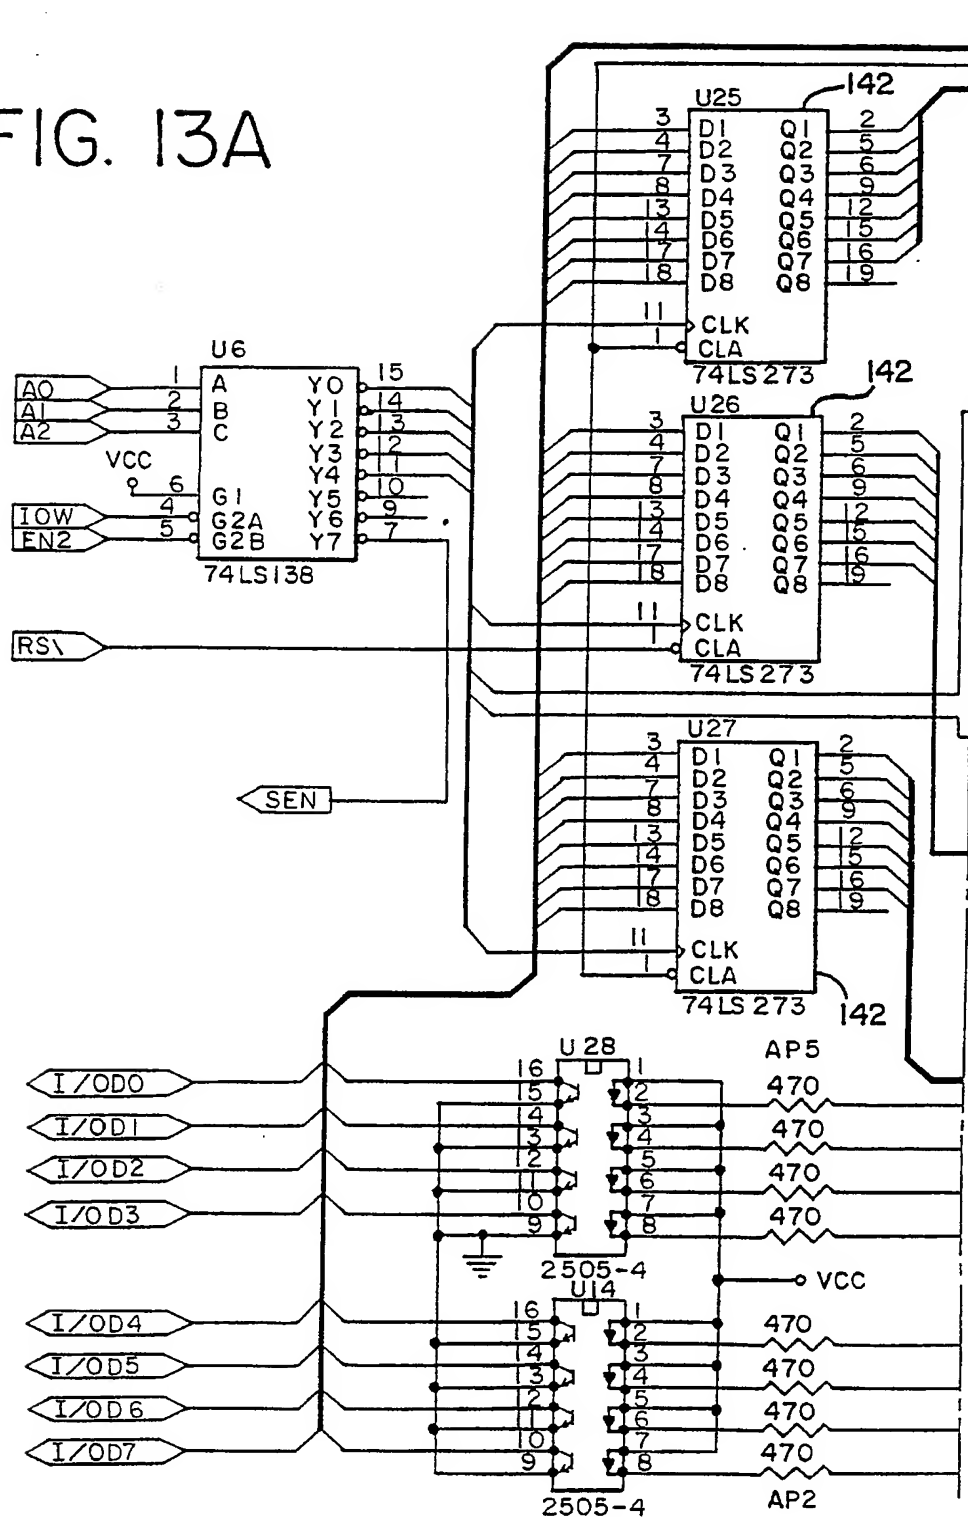 FIG. 13A
U25
142
3 D1 Q1 2
4 D2 Q2 5
7 D3 Q3 6
8 D4 Q4 9
13 D5 Q5 12
14 D6 Q6 15
17 D7 Q7 16
18 D8 Q8 19
11 CLK
1 CLA
74LS273
U6
A0 1 A Y0 15
A1 2 B Y1 14
A2 3 C Y2 13
Y3 12
VCC
Y4 11
6 G1 Y5 10
IOW 4 G2A Y6 9
EN2 5 G2B Y7 7
74LS138
U26
142
3 D1 Q1 2
4 D2 Q2 5
7 D3 Q3 6
8 D4 Q4 9
13 D5 Q5 12
14 D6 Q6 15
17 D7 Q7 16
18 D8 Q8 19
11 CLK
RS\ 1 CLA
74LS273
U27
3 D1 Q1 2
4 D2 Q2 5
7 D3 Q3 6
8 D4 Q4 9
13 D5 Q5 12
14 D6 Q6 15
17 D7 Q7 16
18 D8 Q8 19
11 CLK
1 CLA
74LS273
142
SEN
U28
AP5
I/OD0 16 1
15 2 470
I/OD1 14 3
13 4 470
I/OD2 12 5
11 6 470
I/OD3 10 7
9 8 470
2505-4
VCC
U14
I/OD4 16 1
15 2 470
I/OD5 14 3
13 4 470
I/OD6 12 5
11 6 470
I/OD7 10 7
9 8 470
2505-4
AP2